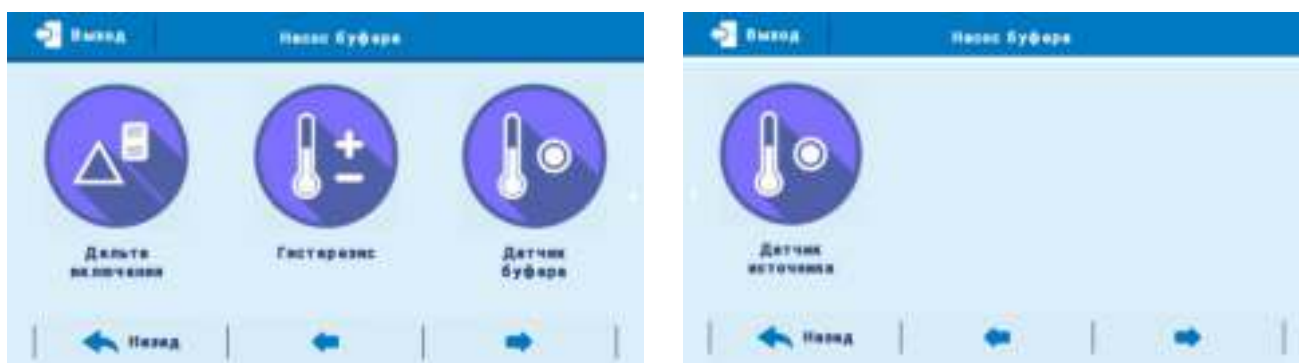 Выход
Насос буфера
Дельта
включения
Гистерезис
Датчик
буфера
Назад
Выход
Насос буфера
Датчик
источника
Назад